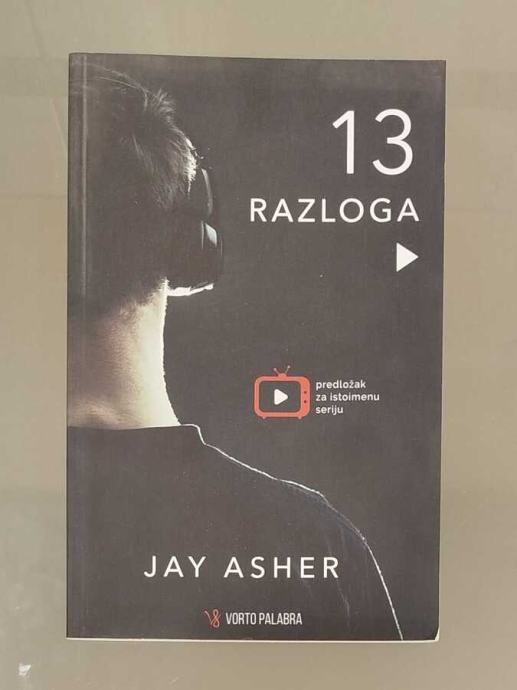 13
RAZLOGA
predložak
za istoimenu
seriju
JAY ASHER
VORTO PALABRA